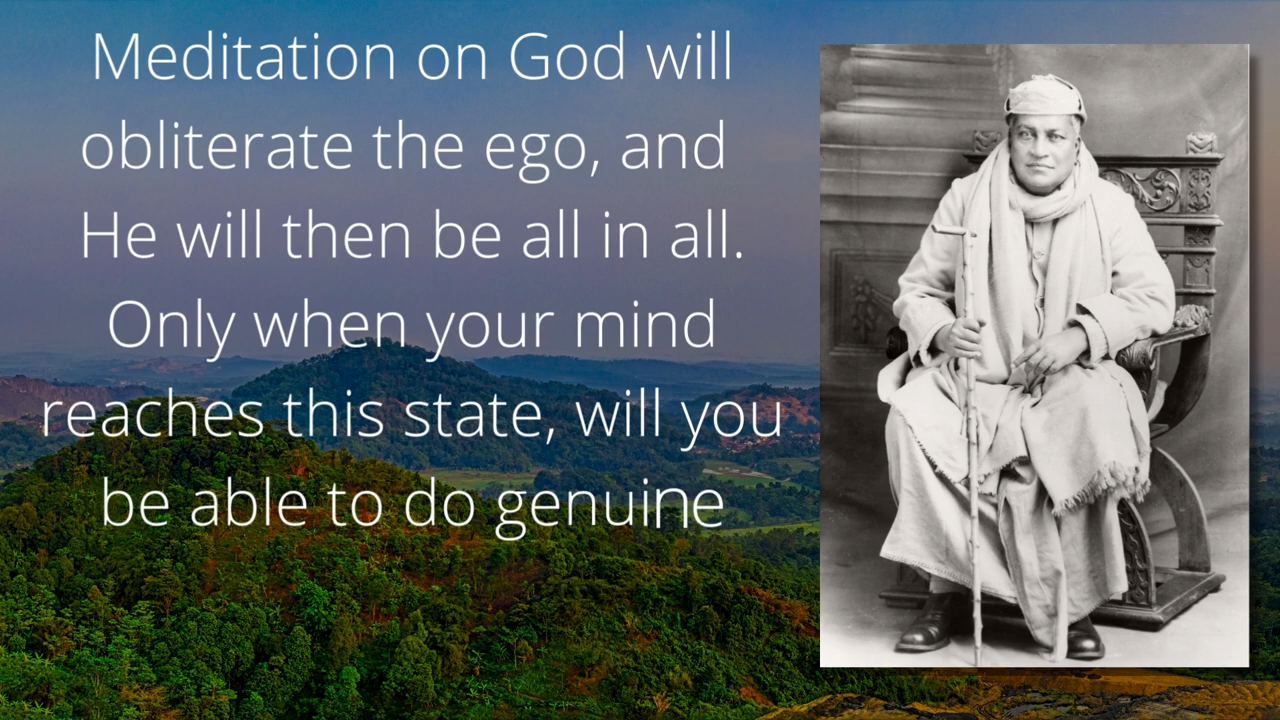 Meditation on God will
obliterate the ego, and
He will then be all in all.
Only when your mind
reaches this state, will you
be able to do genuine